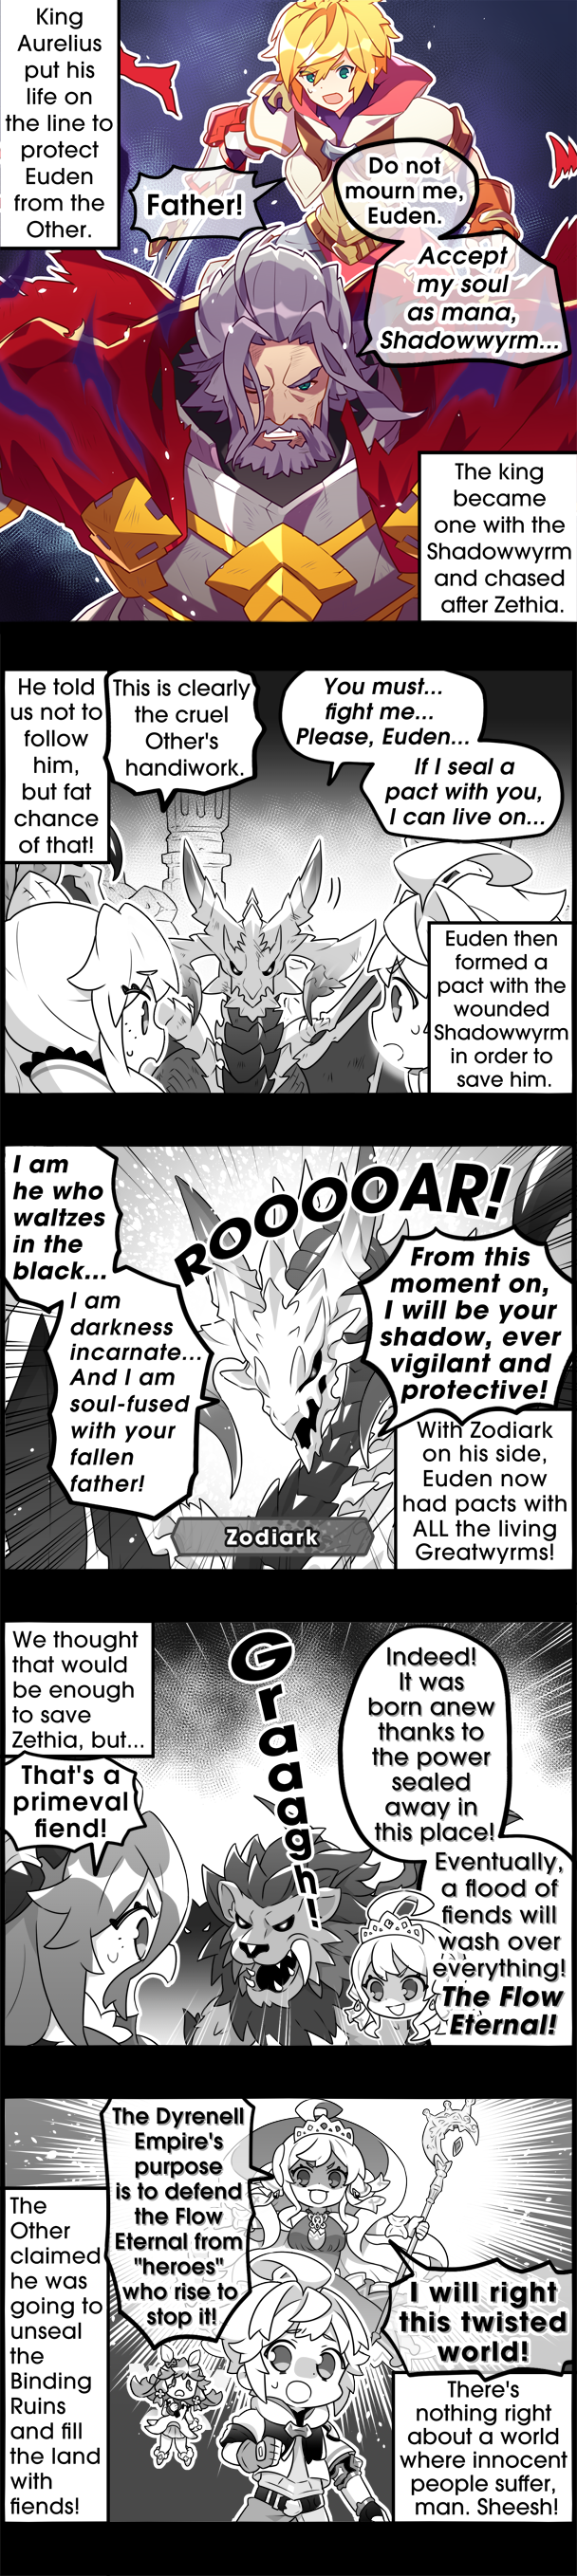 King
Aurelius
put his
life on
the line to
protect
Euden
from the
Other.
Father!
Do not
mourn me,
Euden.
Accept
my soul
as mana,
Shadowwyrm...
The king
became
one with the
Shadowwyrm
and chased
after Zethia.
He told
us not to
follow
him,
but fat
chance
of that!
This is clearly
the cruel
Other's
handiwork.
You must...
fight me...
Please, Euden...
If I seal a
pact with you,
I can live on...
Euden then
formed a
pact with the
wounded
Shadowwyrm
in order to
save him.
I am
he who
waltzes
in the
black...
I am
darkness
incarnate...
And I am
soul-fused
with your
fallen
father!
ROOOOAR!
From this
moment on,
I will be your
shadow, ever
vigilant and
protective!
With Zodiark
on his side,
Euden now
had pacts with
ALL the living
Greatwyrms!
Zodiark
We thought
that would
be enough
to save
Zethia, but...
That's a
primeval
fiend!
Graaagh!
Indeed!
It was
born anew
thanks to
the power
sealed
away in
this place!
Eventually,
a flood of
fiends will
wash over
everything!
The Flow
Eternal!
The Dyrenell
Empire's
purpose
is to defend
the Flow
Eternal from
"heroes"
who rise to
stop it!
The
Other
claimed
he was
going to
unseal
the
Binding
Ruins
and fill
the land
with
fiends!
I will right
this twisted
world!
There's
nothing right
about a world
where innocent
people suffer,
man. Sheesh!